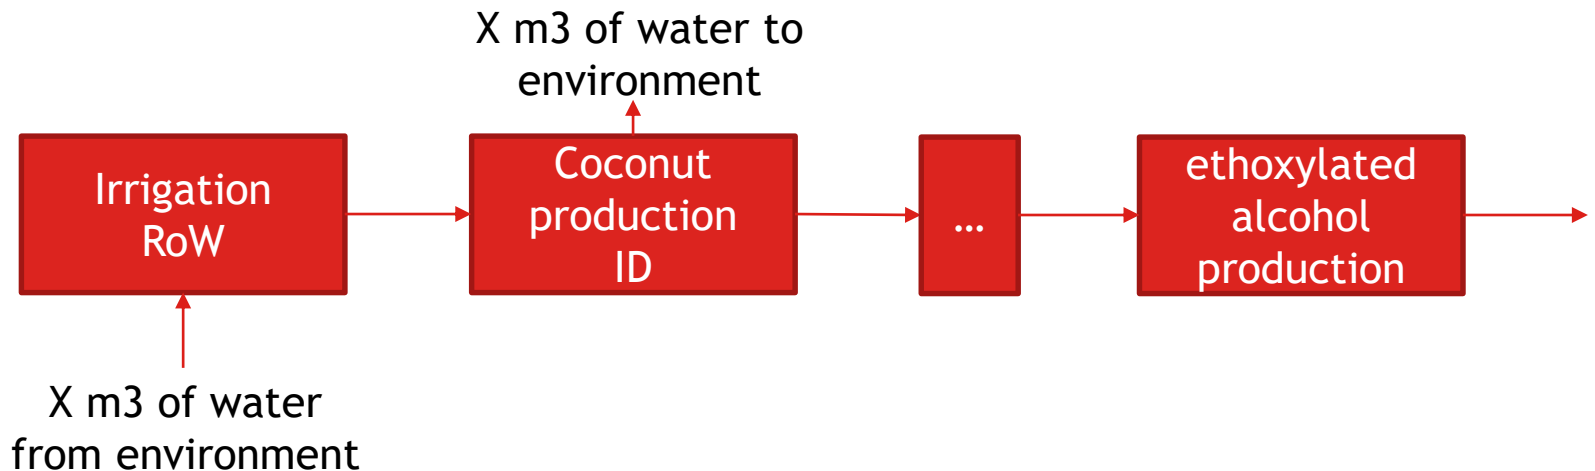 X m3 of water to
environment
Irrigation
RoW
Coconut
production
ID
...
ethoxylated
alcohol
production
X m3 of water
from environment